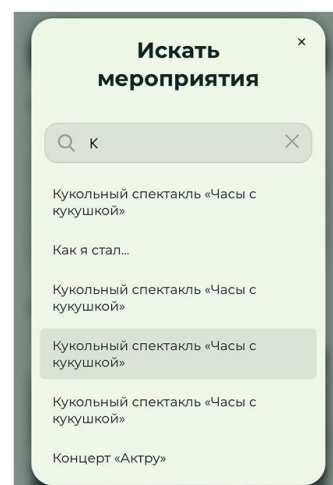 Искать
мероприятия
К
Кукольный спектакль «Часы с
кукушкой»
Как я стал...
Кукольный спектакль «Часы с
кукушкой»
Кукольный спектакль «Часы с
кукушкой»
Кукольный спектакль «Часы с
кукушкой»
Концерт «Актру»